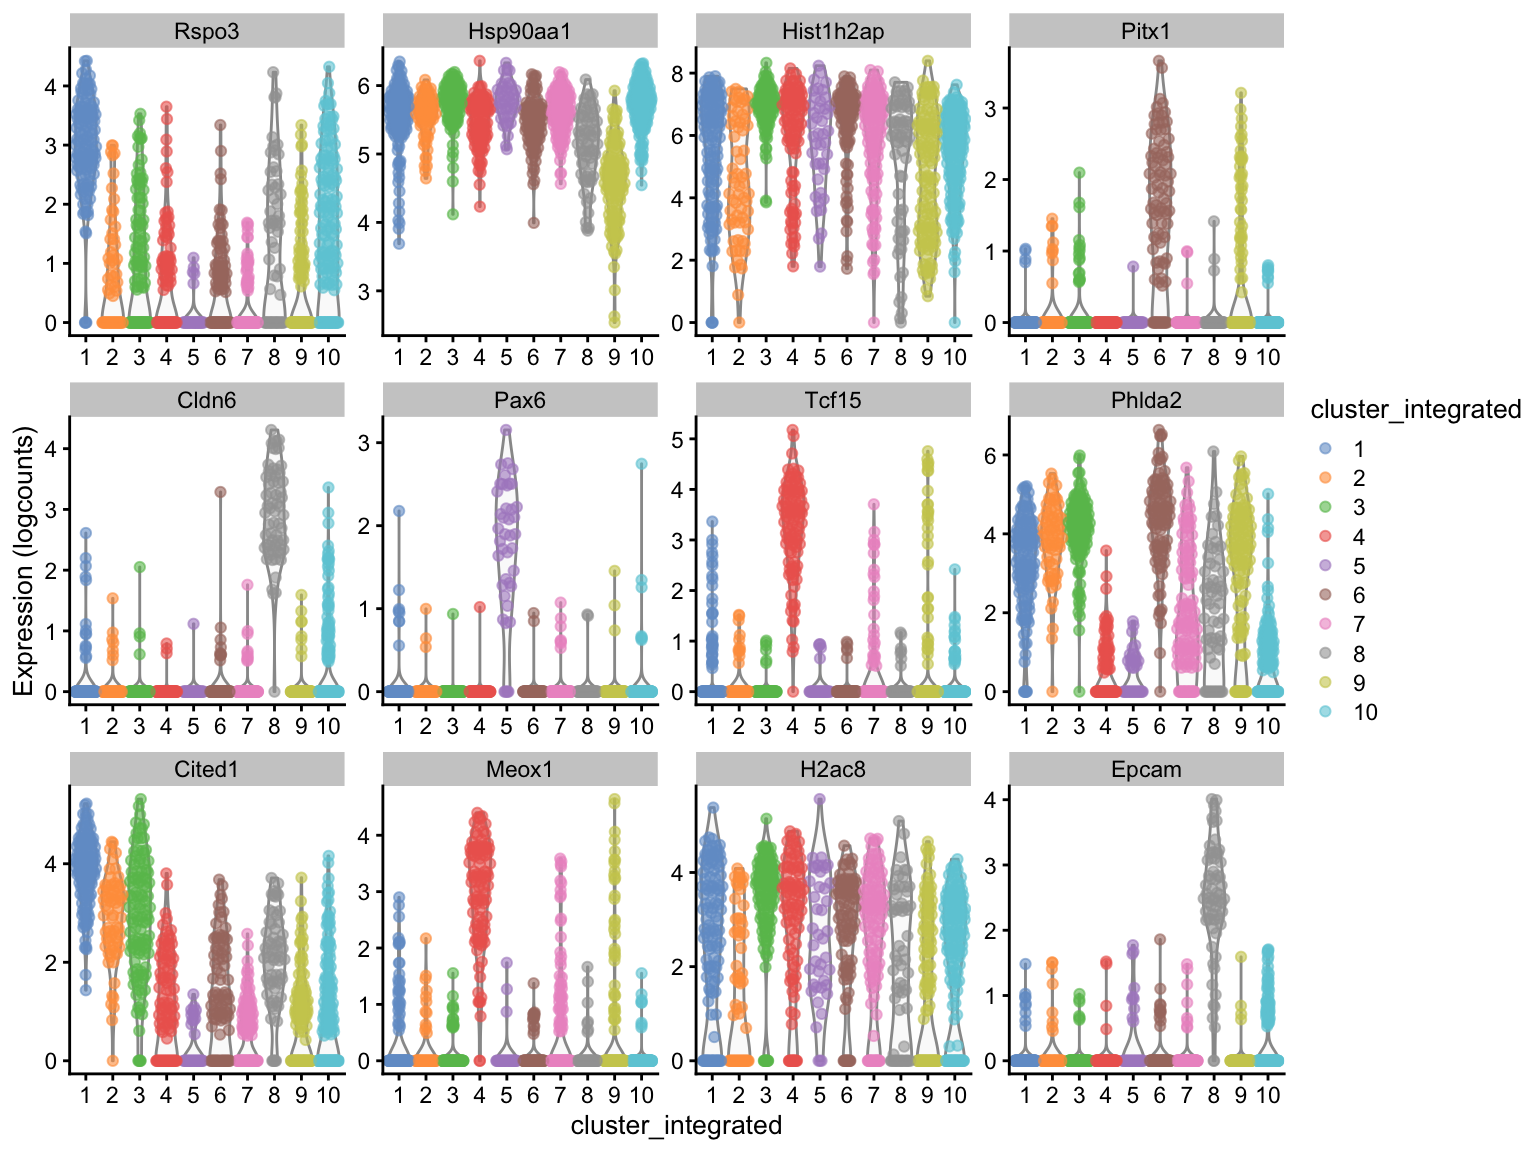 Rspo3 Hsp90aa1 Hist1h2ap Pitx1
4 3 2 1 0
6 5 4 3
8 6 4 2 0
3 2 1 0
1 2 3 4 5 6 7 8 9 10 1 2 3 4 5 6 7 8 9 10 1 2 3 4 5 6 7 8 9 10 1 2 3 4 5 6 7 8 9 10
Cldn6 Pax6 Tcf15 Phlda2
4 3 2 1 0
3 2 1 0
5 4 3 2 1 0
6 4 2 0
1 2 3 4 5 6 7 8 9 10 1 2 3 4 5 6 7 8 9 10 1 2 3 4 5 6 7 8 9 10 1 2 3 4 5 6 7 8 9 10
Cited1 Meox1 H2ac8 Epcam
4 2 0
4 3 2 1 0
4 2 0
4 3 2 1 0
1 2 3 4 5 6 7 8 9 10 1 2 3 4 5 6 7 8 9 10 1 2 3 4 5 6 7 8 9 10 1 2 3 4 5 6 7 8 9 10
Expression (logcounts)
cluster_integrated
cluster_integrated
1
2
3
4
5
6
7
8
9
10